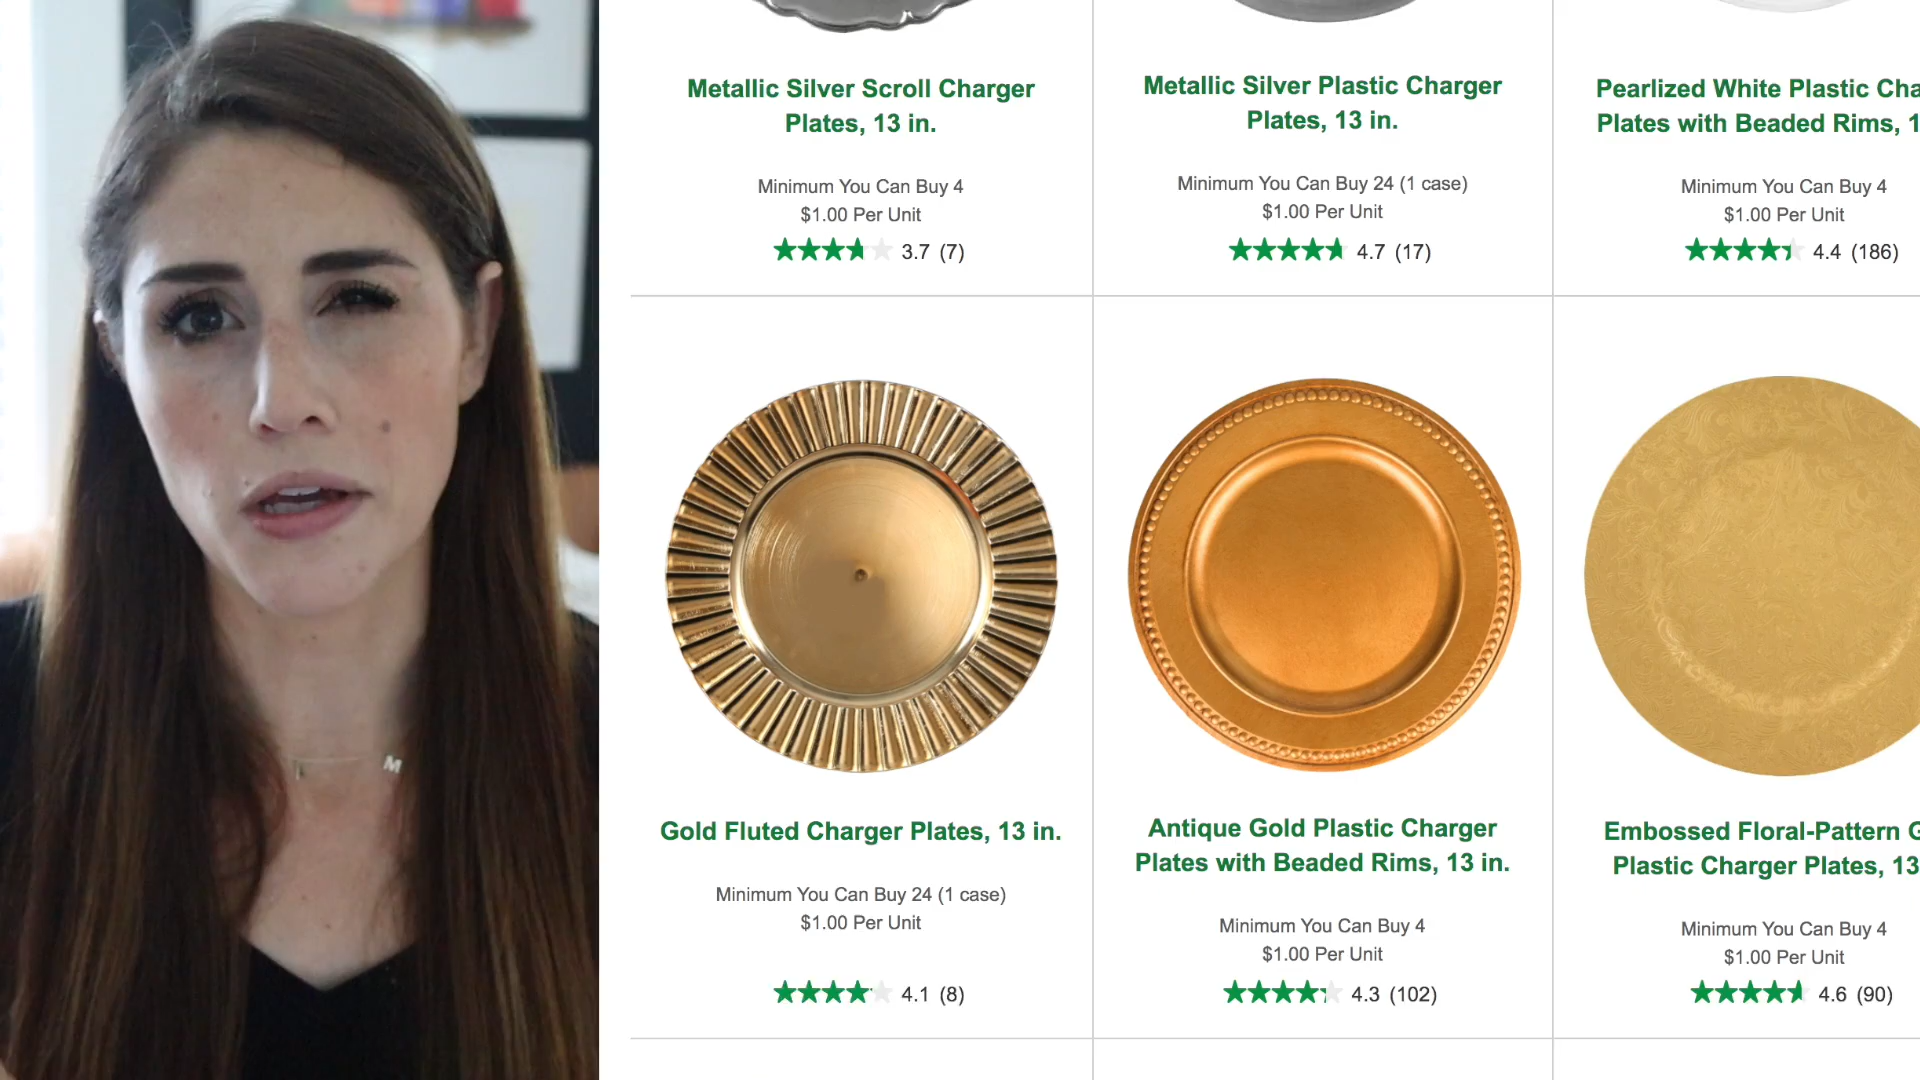 Metallic Silver Scroll Charger
Plates, 13 in.
Minimum You Can Buy 4
$1.00 Per Unit
3.7 (7)
Metallic Silver Plastic Charger
Plates, 13 in.
Minimum You Can Buy 24 (1 case)
$1.00 Per Unit
4.7 (17)
Pearlized White Plastic
Plates with Beaded Rims,
Minimum You Can Buy 4
$1.00 Per Unit
4.4 (186)
Gold Fluted Charger Plates, 13 in.
Minimum You Can Buy 24 (1 case)
$1.00 Per Unit
4.1 (8)
Antique Gold Plastic Charger
Plates with Beaded Rims, 13 in.
Minimum You Can Buy 4
$1.00 Per Unit
4.3 (102)
Embossed Floral-Pattern
Plastic Charger Plates, 13
Minimum You Can Buy 4
$1.00 Per Unit
4.6 (90)
M